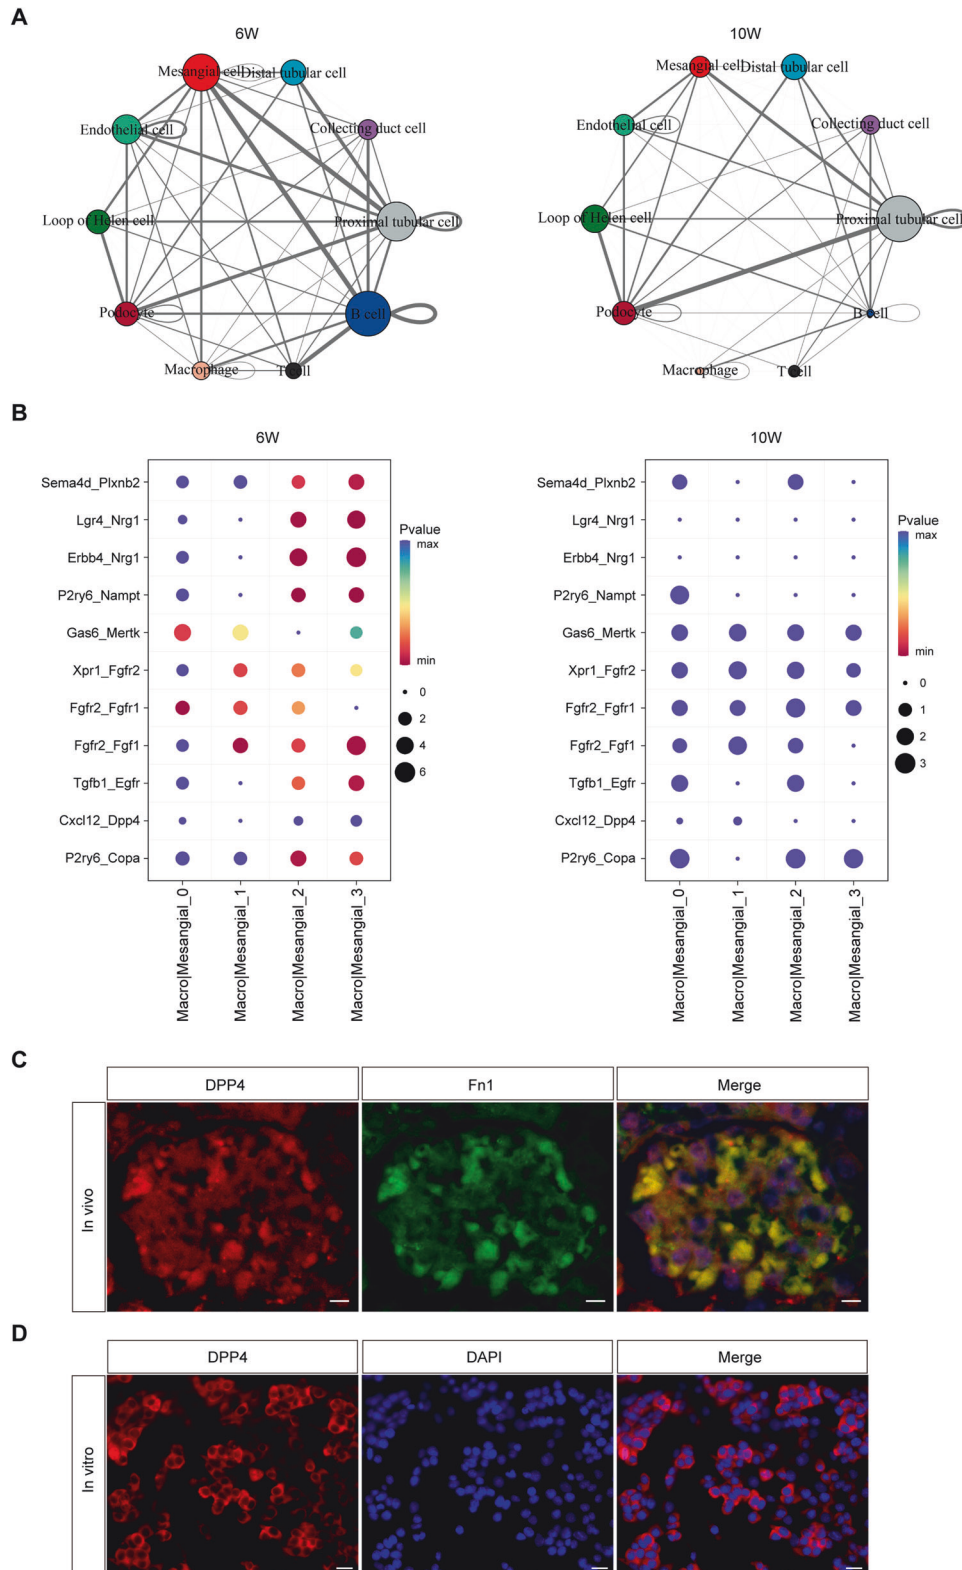 A
6W
10W
Mesangial cell
Distal tubular cell
Endothelial cell
Collecting duct cell
Loop of Helen cell
Proximal tubular cell
Podocyte
B cell
Macrophage
T cell
Mesangial cell
Distal tubular cell
Endothelial cell
Collecting duct cell
Loop of Helen cell
Proximal tubular cell
Podocyte
B cell
Macrophage
T cell
B
6W
10W
Sema4d_Plxnb2
Lgr4_Nrg1
Erbb4_Nrg1
P2ry6_Nampt
Gas6_Mertk
Xpr1_Fgfr2
Fgfr2_Fgfr1
Fgfr2_Fgf1
Tgfb1_Egfr
Cxcl12_Dpp4
P2ry6_Copa
Macro|Mesangial_0
Macro|Mesangial_1
Macro|Mesangial_2
Macro|Mesangial_3
Pvalue
max
min
0
2
4
6
Sema4d_Plxnb2
Lgr4_Nrg1
Erbb4_Nrg1
P2ry6_Nampt
Gas6_Mertk
Xpr1_Fgfr2
Fgfr2_Fgfr1
Fgfr2_Fgf1
Tgfb1_Egfr
Cxcl12_Dpp4
P2ry6_Copa
Macro|Mesangial_0
Macro|Mesangial_1
Macro|Mesangial_2
Macro|Mesangial_3
Pvalue
max
min
0
1
2
3
C
DPP4
Fn1
Merge
In vivo
D
DPP4
DAPI
Merge
In vitro